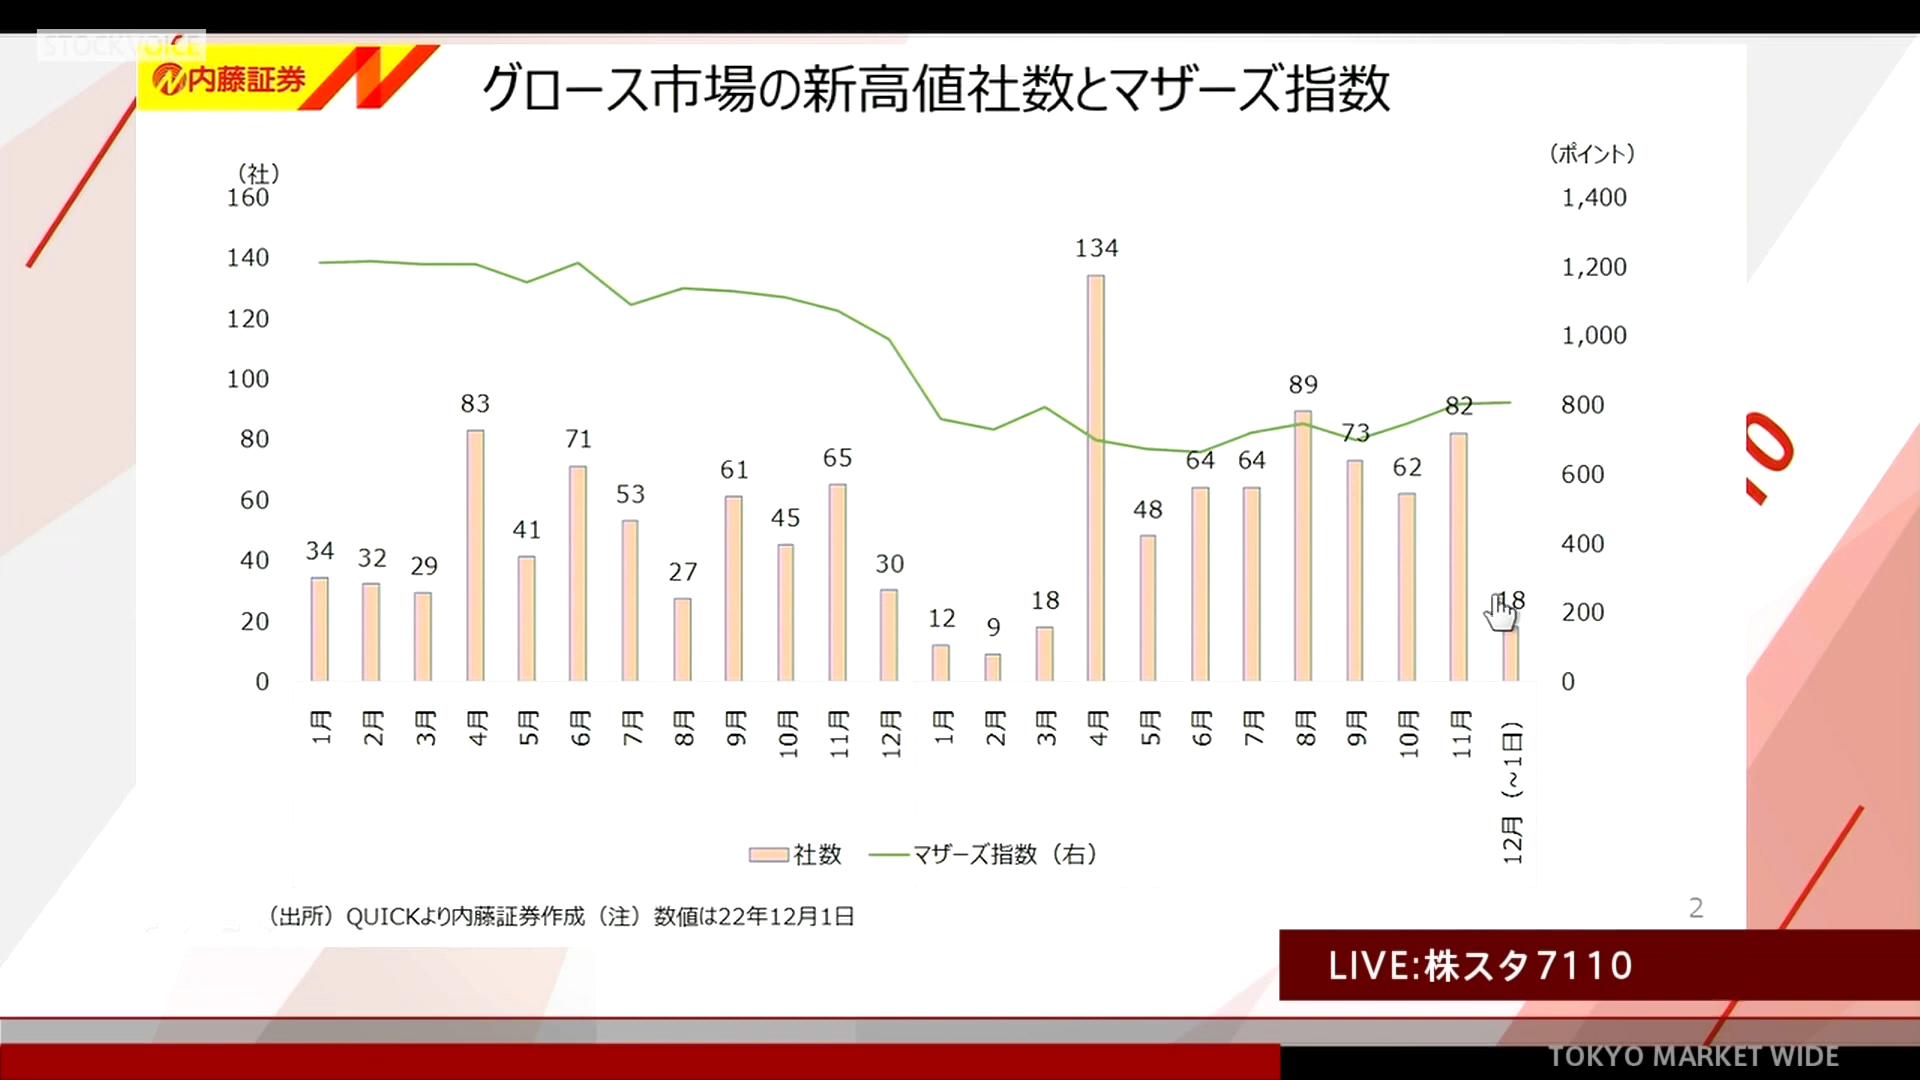 STOCKVOICE
内藤証券
グロース市場の新高値社数とマザーズ指数
（社）
（ポイント）
160
140
120
100
80
60
40
20
0
1,400
1,200
1,000
800
600
400
200
0
34
32
29
83
41
71
53
27
61
45
65
30
12
9
18
134
48
64
64
89
73
62
82
18
1月
2月
3月
4月
5月
6月
7月
8月
9月
10月
11月
12月
1月
2月
3月
4月
5月
6月
7月
8月
9月
10月
11月
12月（~1日）
社数
マザーズ指数（右）
（出所）QUICKより内藤証券作成（注）数値は22年12月1日
2
10
LIVE:株スタ7110
TOKYO MARKET WIDE